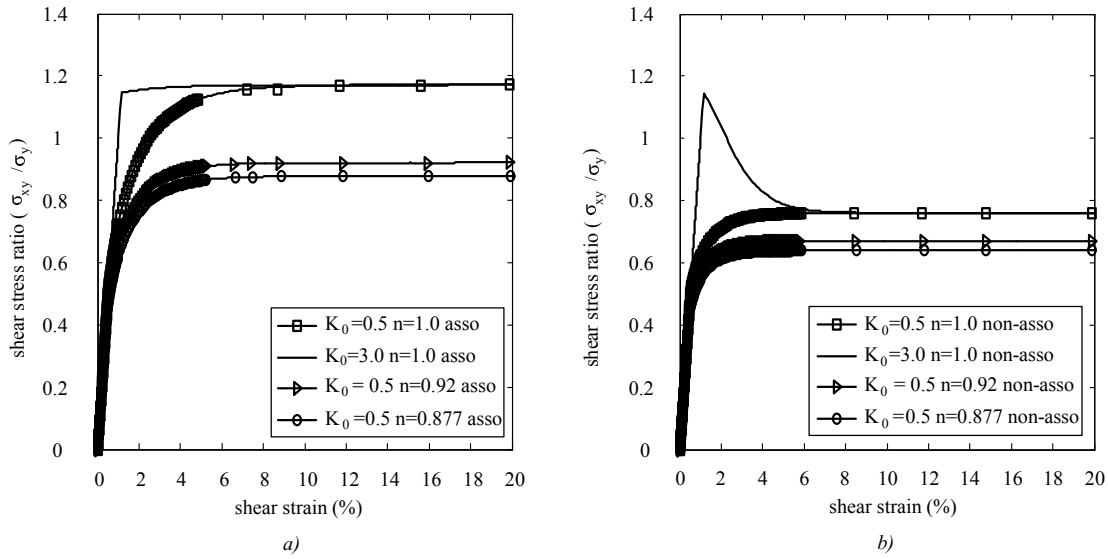 1.4
1.2
1
0.8
0.6
0.4
0.2
0
shear stress ratio ( σxy /σy)
K0=0.5 n=1.0 asso
K0=3.0 n=1.0 asso
K0= 0.5 n=0.92 asso
K0=0.5 n=0.877 asso
0 2 4 6 8 10 12 14 16 18 20
shear strain (%)
a)
1.4
1.2
1
0.8
0.6
0.4
0.2
0
shear stress ratio ( σxy /σy)
K0=0.5 n=1.0 non-asso
K0=3.0 n=1.0 non-asso
K0= 0.5 n=0.92 non-asso
K0=0.5 n=0.877 non-asso
0 2 4 6 8 10 12 14 16 18 20
shear strain (%)
b)